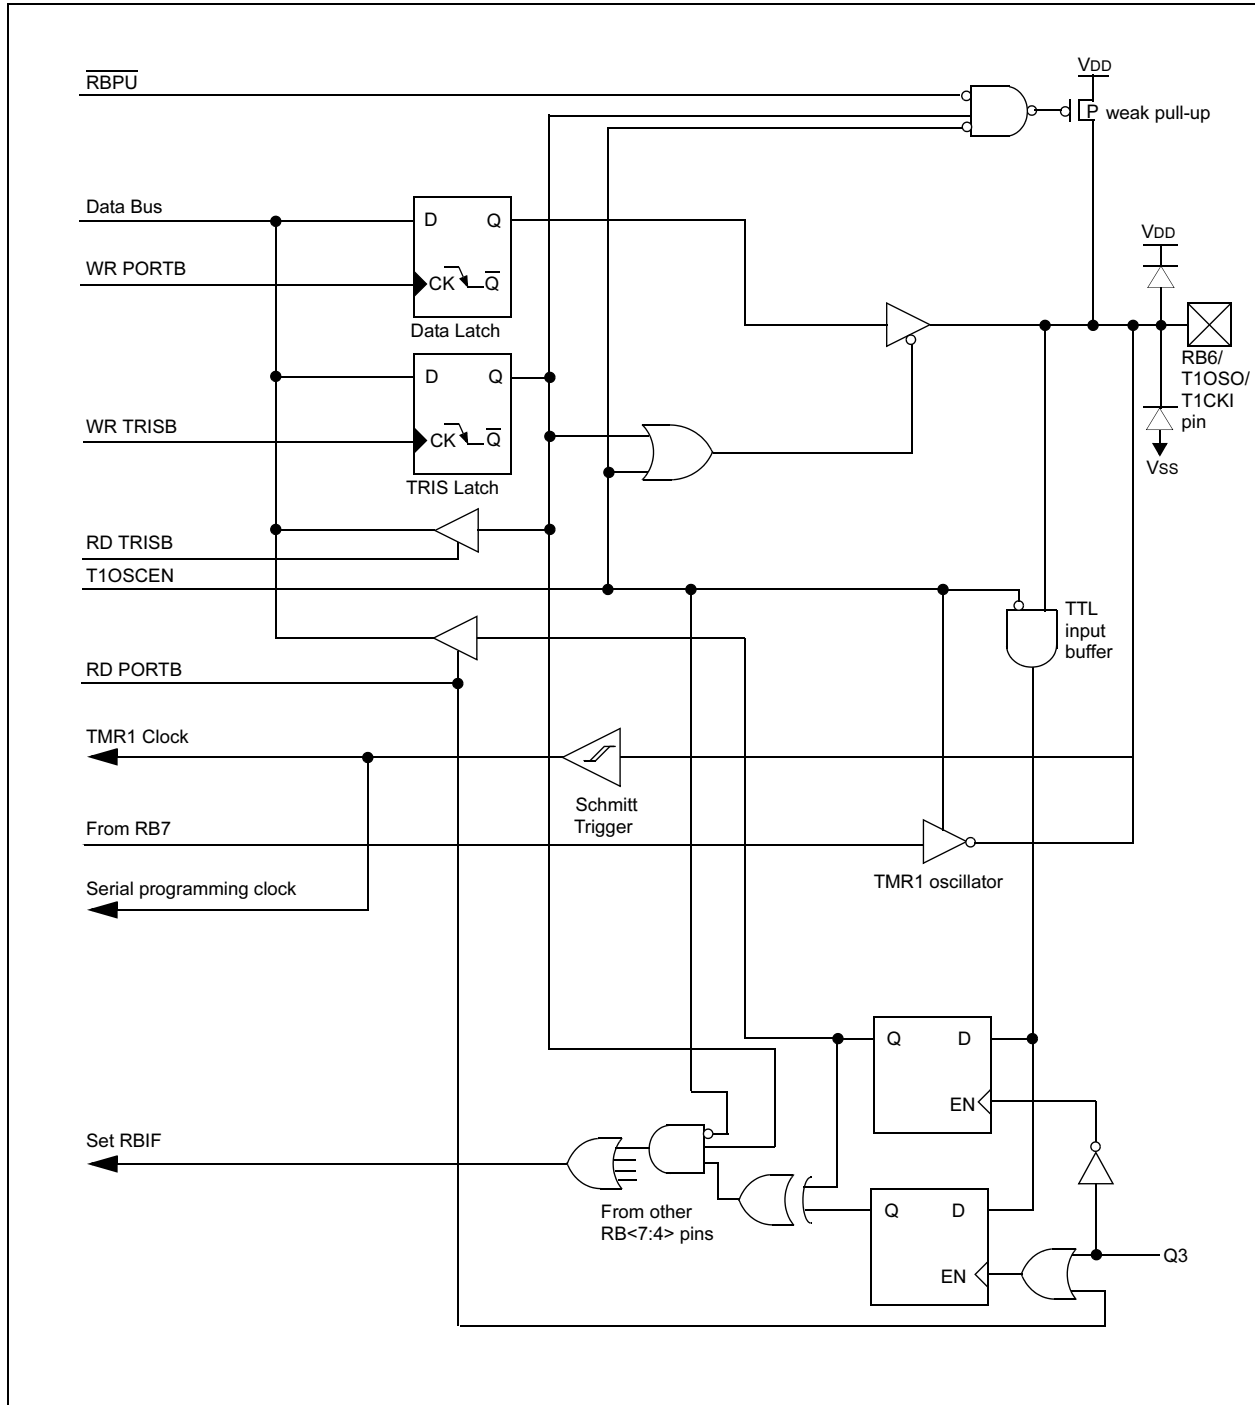 RBPU
VDD
P
weak pull-up
Data Bus
D
Q
VDD
WR PORTB
CK
Q
Data Latch
RB6/
T1OSO/
T1CKI
pin
D
Q
WR TRISB
CK
Q
VSS
TRIS Latch
RD TRISB
T1OSCEN
TTL
input
buffer
RD PORTB
TMR1 Clock
Schmitt
Trigger
From RB7
TMR1 oscillator
Serial programming clock
Q
D
EN
Set RBIF
From other
RB<7:4> pins
Q
D
Q3
EN